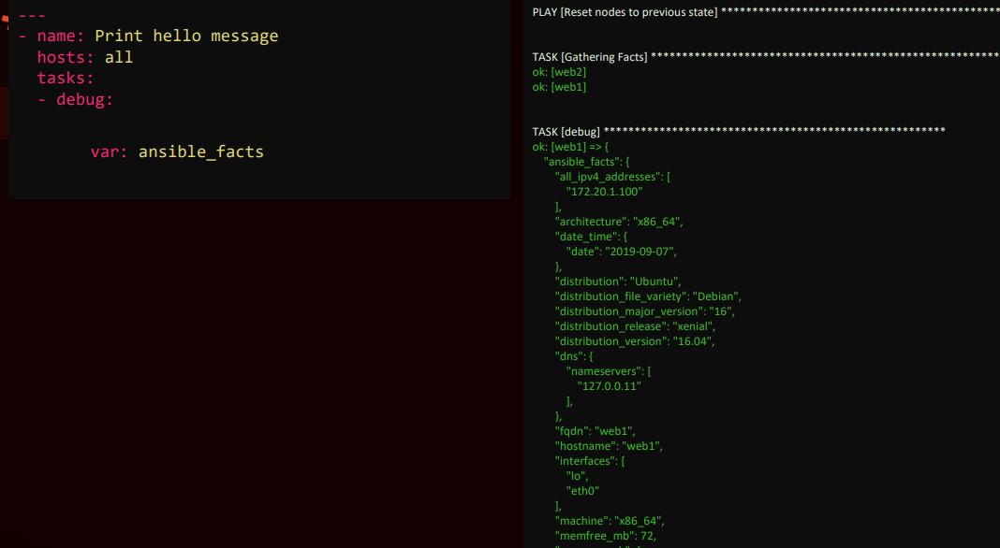 ---
- name: Print hello message
hosts: all
tasks:
- debug:
var: ansible_facts
PLAY [Reset nodes to previous state] *********************************************
TASK [Gathering Facts] ********************************************************
ok: [web2]
ok: [web1]
TASK [debug] *******************************************************
ok: [web1] => {
"ansible_facts": {
"all_ipv4_addresses": [
"172.20.1.100"
],
"architecture": "x86_64",
"date_time": {
"date": "2019-09-07",
},
"distribution": "Ubuntu",
"distribution_file_variety": "Debian",
"distribution_major_version": "16",
"distribution_release": "xenial",
"distribution_version": "16.04",
"dns": {
"nameservers": [
"127.0.0.11"
],
},
"fqdn": "web1",
"hostname": "web1",
"interfaces": [
"lo",
"eth0"
],
"machine": "x86_64",
"memfree_mb": 72,